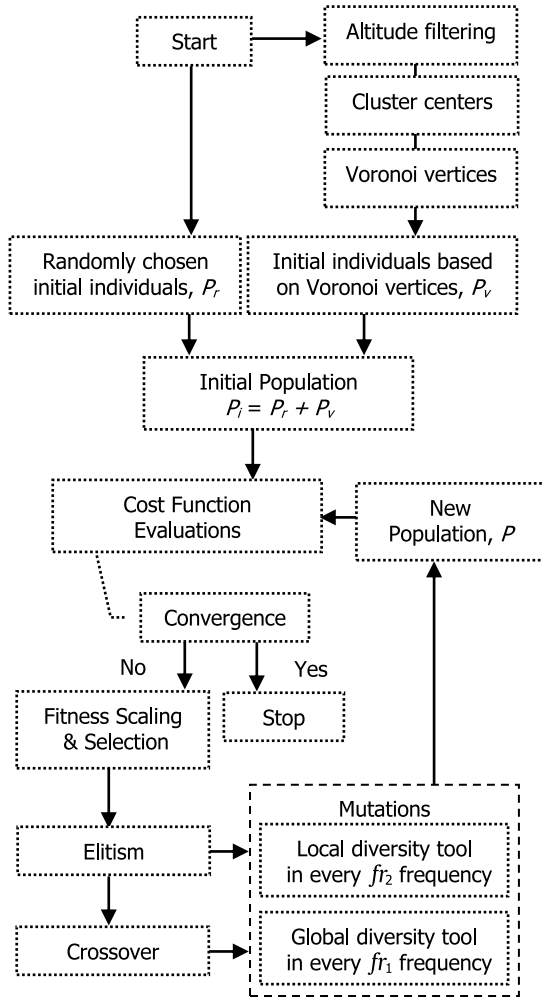 Start
Altitude filtering
Cluster centers
Voronoi vertices
Randomly chosen
initial individuals, Pr
Initial individuals based
on Voronoi vertices, Pv
Initial Population
Pi = Pr + Pv
Cost Function
Evaluations
New
Population, P
Convergence
No
Yes
Fitness Scaling
& Selection
Stop
Mutations
Elitism
Local diversity tool
in every fr2 frequency
Crossover
Global diversity tool
in every fr1 frequency